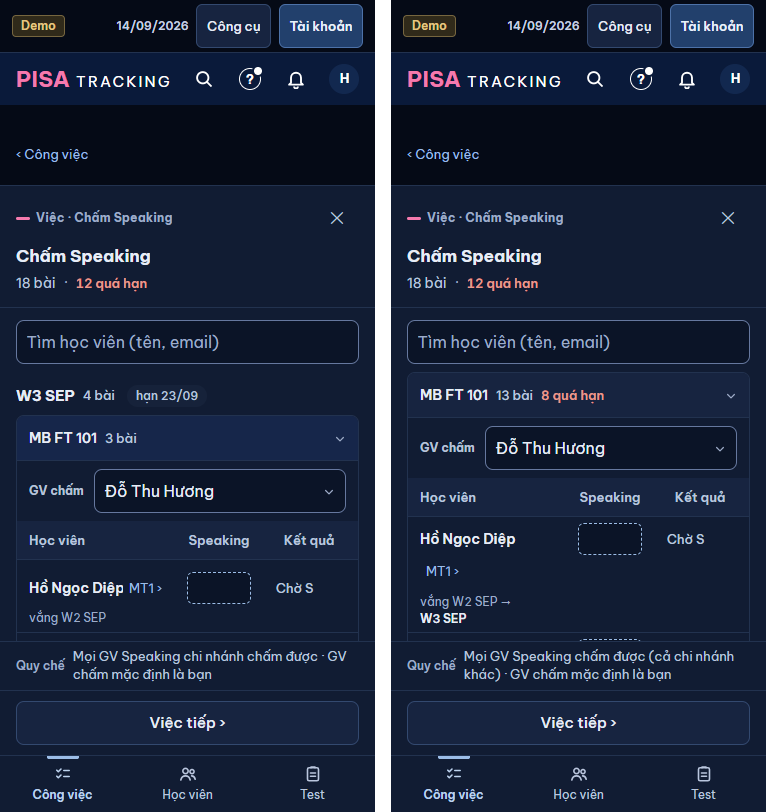 Demo 14/09/2026 Công cụ Tài khoản
PISA TRACKING ? H
‹ Công việc
Việc · Chấm Speaking
Chấm Speaking
18 bài · 12 quá hạn
Tìm học viên (tên, email)
W3 SEP 4 bài hạn 23/09
MB FT 101 3 bài
GV chấm Đỗ Thu Hương
Học viên Speaking Kết quả
Hồ Ngọc Diệp MT1 › Chờ S
vắng W2 SEP
Quy chế Mọi GV Speaking chi nhánh chấm được · GV
chấm mặc định là bạn
Việc tiếp ›
Công việc Học viên Test
Demo 14/09/2026 Công cụ Tài khoản
PISA TRACKING ? H
‹ Công việc
Việc · Chấm Speaking
Chấm Speaking
18 bài · 12 quá hạn
Tìm học viên (tên, email)
MB FT 101 13 bài 8 quá hạn
GV chấm Đỗ Thu Hương
Học viên Speaking Kết quả
Hồ Ngọc Diệp Chờ S
MT1 ›
vắng W2 SEP →
W3 SEP
Quy chế Mọi GV Speaking chấm được (cả chi nhánh
khác) · GV chấm mặc định là bạn
Việc tiếp ›
Công việc Học viên Test